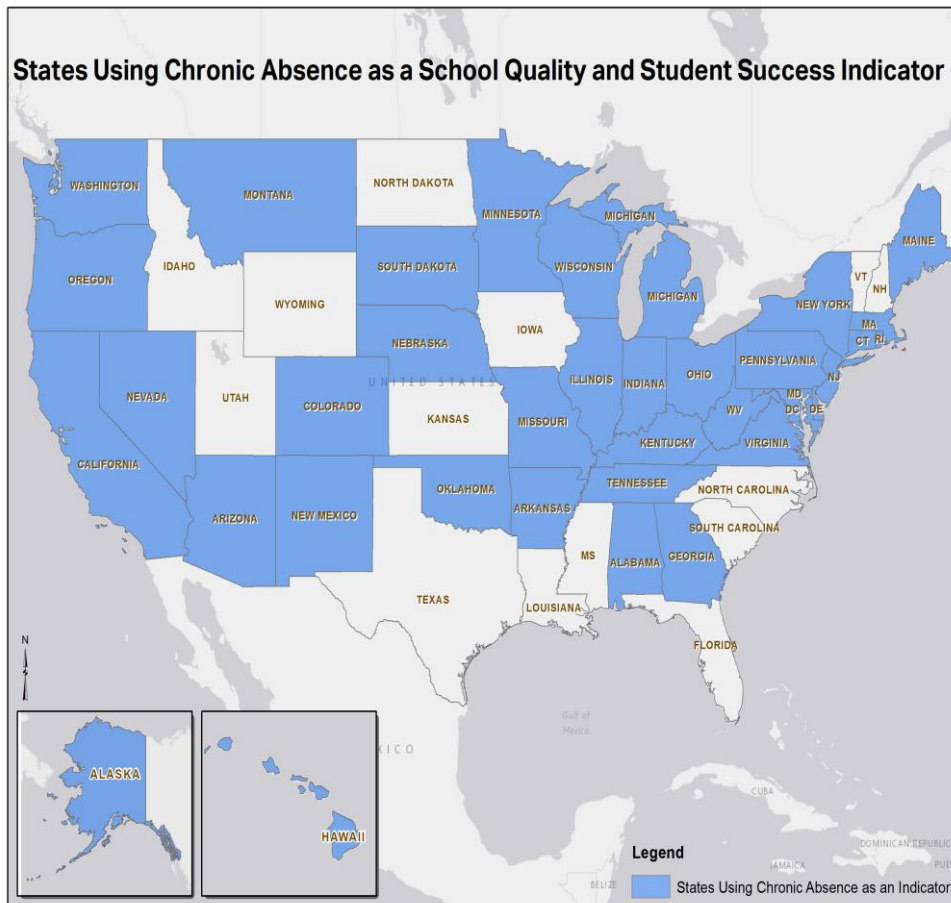 States Using Chronic Absence as a School Quality and Student Success Indicator
WASHINGTON
MONTANA
NORTH DAKOTA
MINNESOTA
MICHIGAN
MAINE
OREGON
IDAHO
SOUTH DAKOTA
WISCONSIN
VT
NH
WYOMING
MICHIGAN
NEW YORK
IOWA
MA
CT
RI
NEBRASKA
PENNSYLVANIA
UNITED STATES
ILLINOIS
INDIANA
OHIO
NJ
NEVADA
UTAH
COLORADO
KANSAS
MISSOURI
WV
MD
DC
DE
KENTUCKY
VIRGINIA
CALIFORNIA
TENNESSEE
NORTH CAROLINA
ARIZONA
NEW MEXICO
OKLAHOMA
ARKANSAS
SOUTH CAROLINA
MS
ALABAMA
GEORGIA
TEXAS
LOUISIANA
FLORIDA
N
Gulf of
Mexico
XICO
ALASKA
HAWAII
CUBA
DOMINICAN REPUBLIC
JAMAICA
PUE
BELIZE
Legend
States Using Chronic Absence as an Indicator